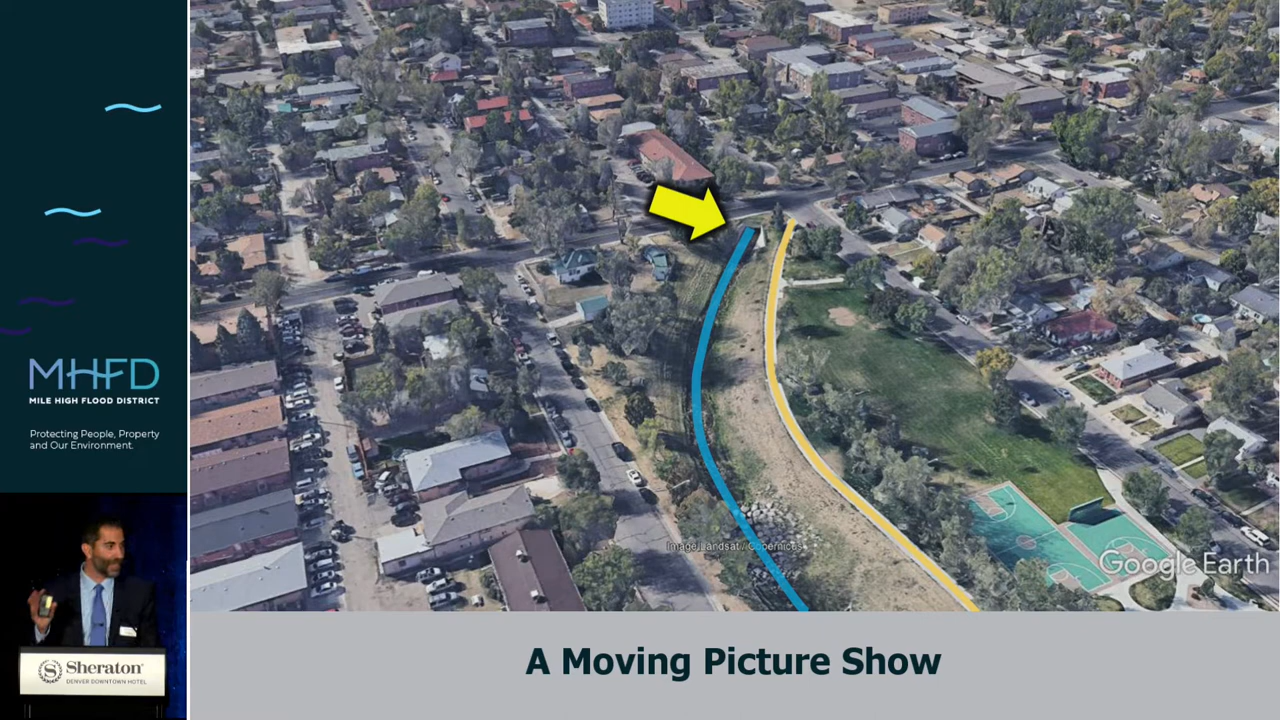 MHFD
MILE HIGH FLOOD DISTRICT
Protecting People, Property
and Our Environment.
Sheraton®
DENVER DOWNTOWN HOTEL
Image Landsat / Copernicus
Google Earth
A Moving Picture Show